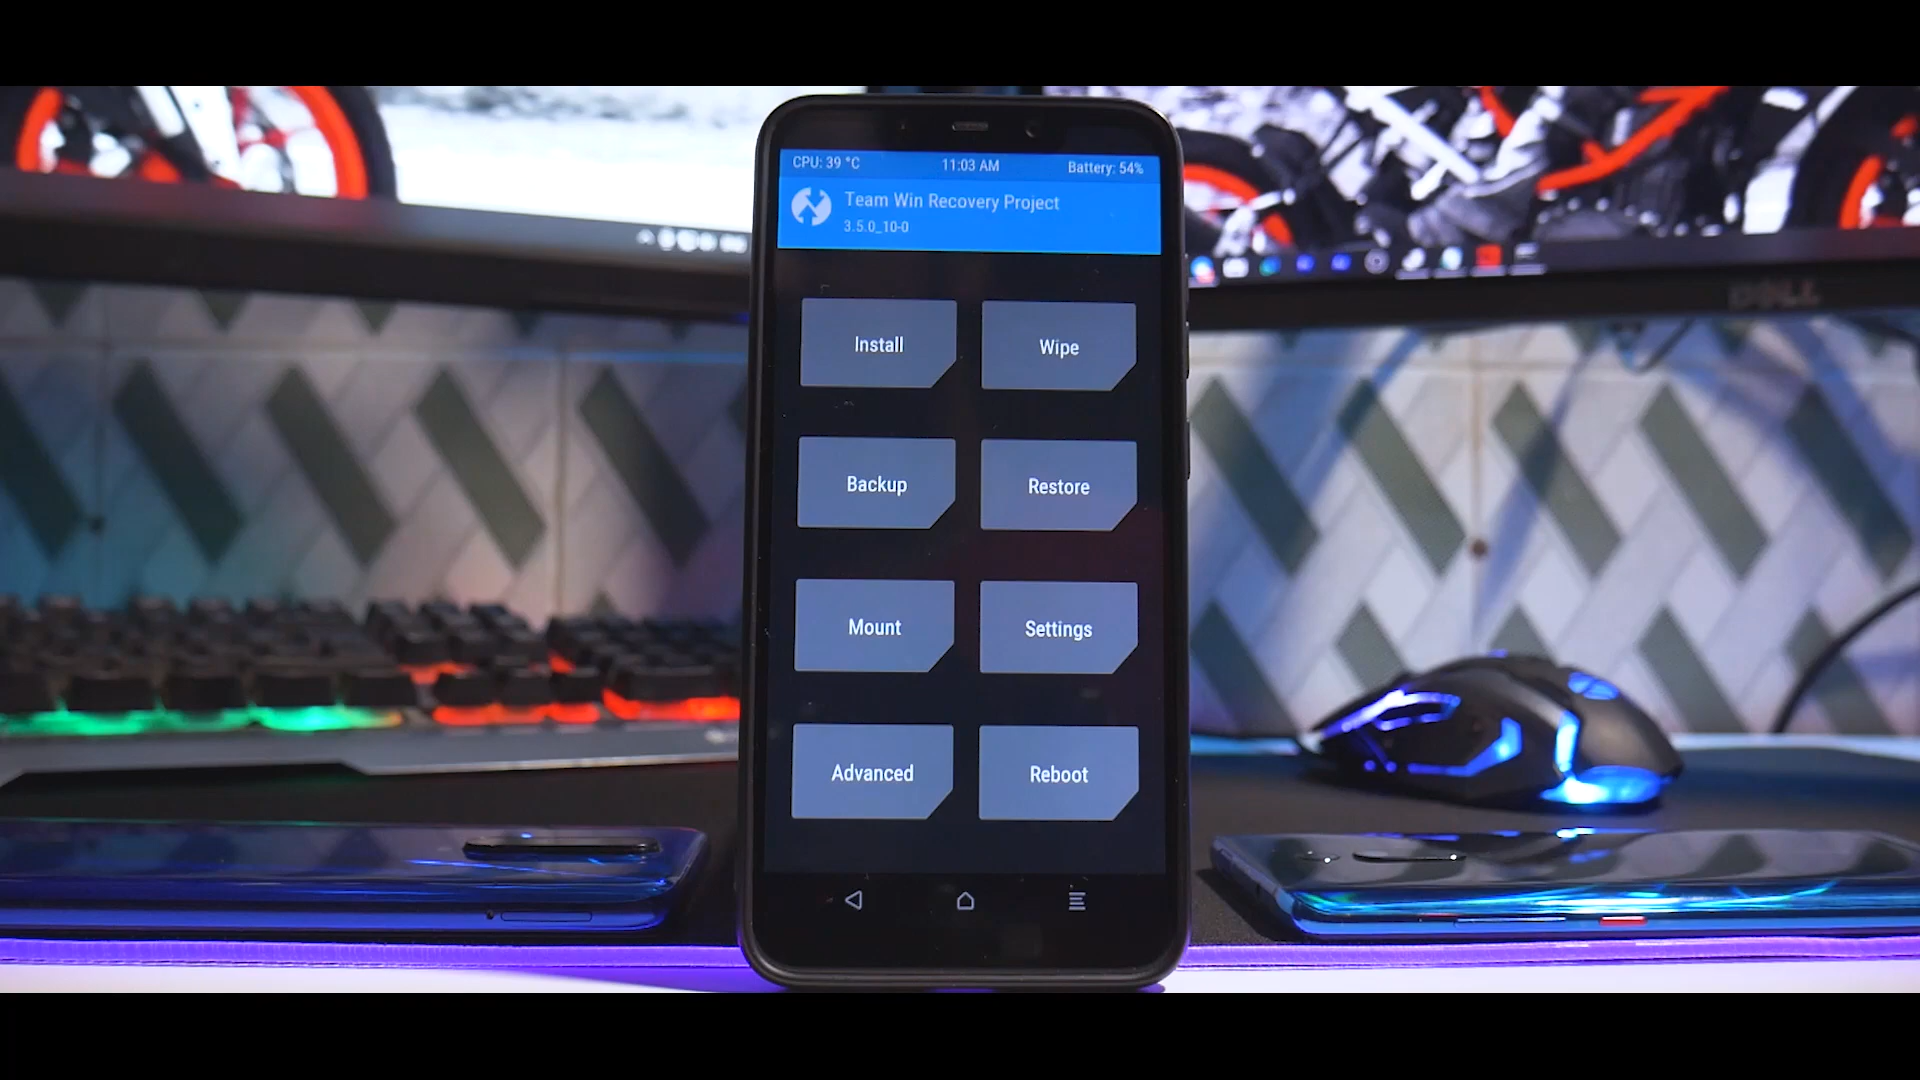 CPU: 39 °C 11:03 AM Battery: 54%
Team Win Recovery Project
3.5.0_10-0
Install Wipe
Backup Restore
Mount Settings
Advanced Reboot
DELL